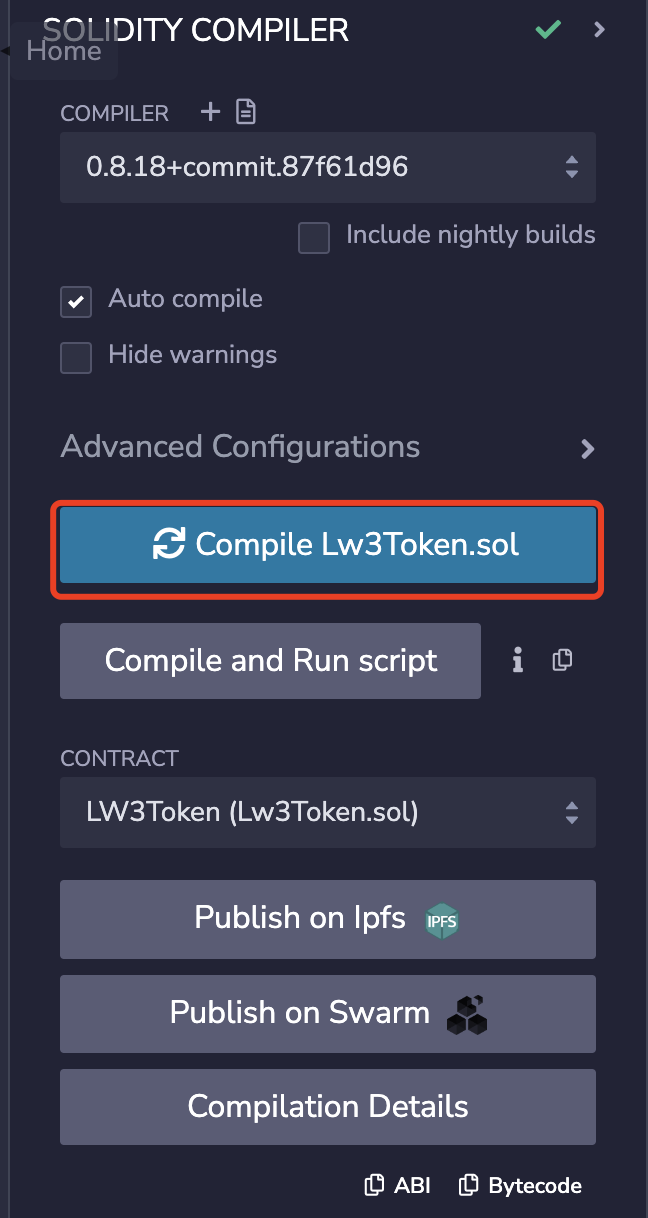 SOLIDITY COMPILER
Home
COMPILER
0.8.18+commit.87f61d96
Include nightly builds
Auto compile
Hide warnings
Advanced Configurations
Compile Lw3Token.sol
Compile and Run script
CONTRACT
LW3Token (Lw3Token.sol)
Publish on Ipfs IPFS
Publish on Swarm
Compilation Details
ABI Bytecode